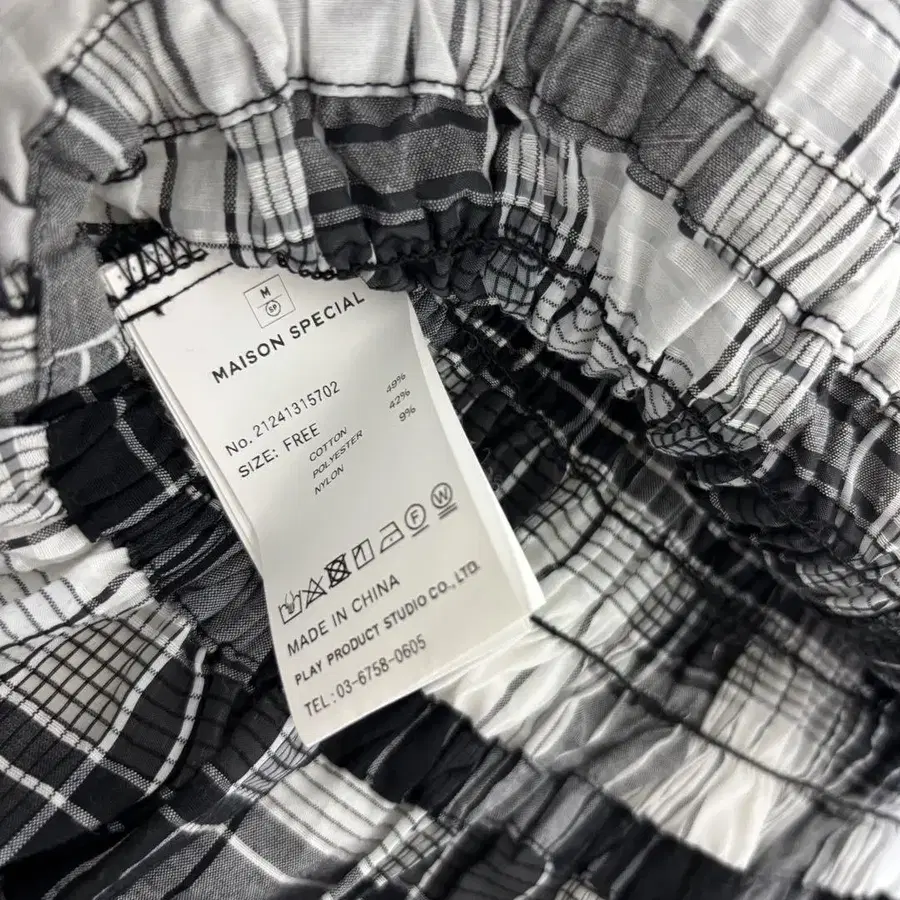 M
SP
MAISON SPECIAL
No. 21241315702
SIZE: FREE
COTTON 49%
POLYESTER 42%
NYLON 9%
F W
MADE IN CHINA
PLAY PRODUCT STUDIO CO., LTD.
TEL : 03-6758-0605